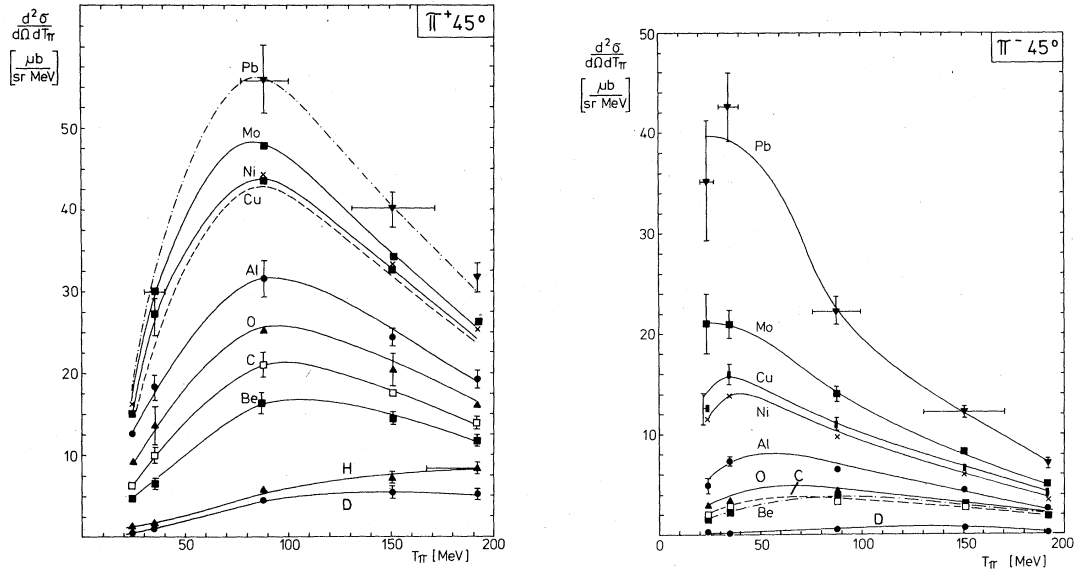 d²σ
dΩ dTπ
[ μb
sr MeV ]
π⁺45°
Pb
Mo
Ni
Cu
Al
O
C
Be
H
D
50
40
30
20
10
50
100
150
200
Tπ [MeV]
d²σ
dΩ dTπ
[ μb
sr MeV ]
π⁻ 45°
Pb
Mo
Cu
Ni
Al
O
C
Be
D
50
40
30
20
10
0
50
100
150
200
Tπ [MeV]